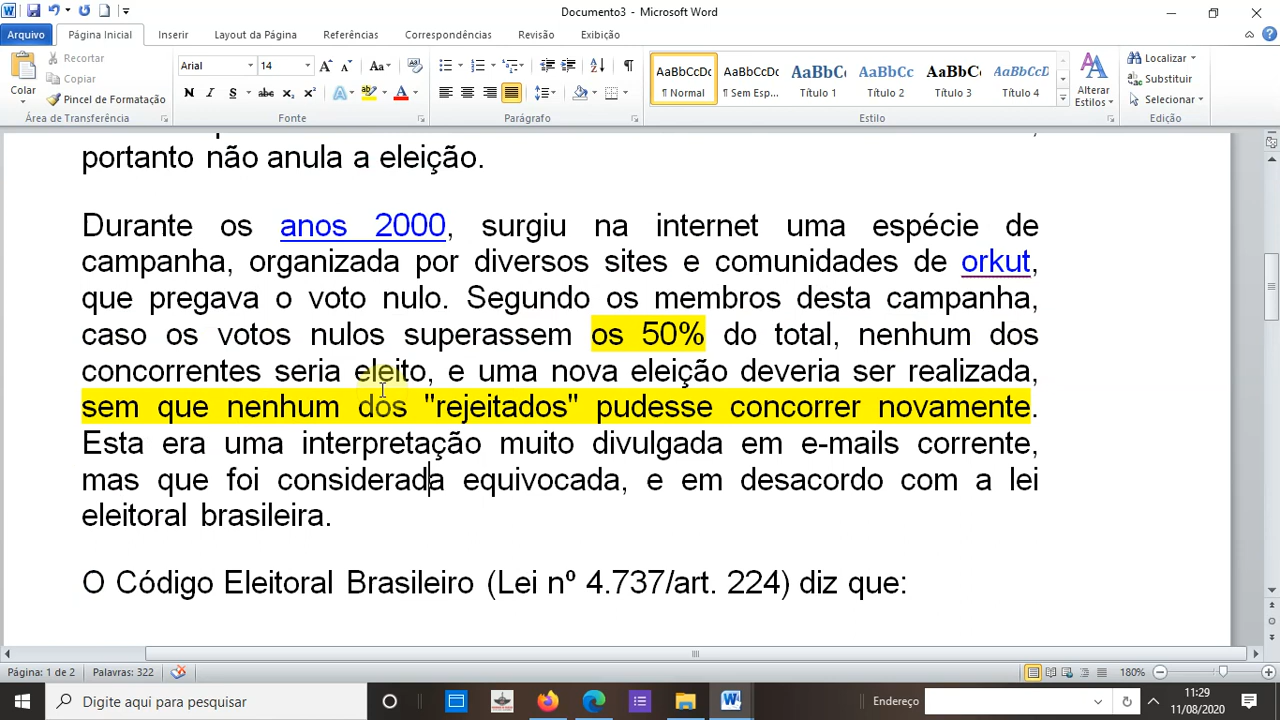 Documento3 - Microsoft Word
Arquivo Página Inicial Inserir Layout da Página Referências Correspondências Revisão Exibição
Colar
Recortar
Copiar
Pincel de Formatação
Área de Transferência
Arial 14
Fonte
Parágrafo
AaBbCcDc AaBbCcDc AaBbC AaBbCc AaBbC AaBbCcD
¶ Normal ¶ Sem Esp... Título 1 Título 2 Título 3 Título 4
Alterar
Estilos
Estilo
Localizar
Substituir
Selecionar
Edição
portanto não anula a eleição.
Durante os anos 2000, surgiu na internet uma espécie de
campanha, organizada por diversos sites e comunidades de orkut,
que pregava o voto nulo. Segundo os membros desta campanha,
caso os votos nulos superassem os 50% do total, nenhum dos
concorrentes seria eleito, e uma nova eleição deveria ser realizada,
sem que nenhum dos "rejeitados" pudesse concorrer novamente.
Esta era uma interpretação muito divulgada em e-mails corrente,
mas que foi considerada equivocada, e em desacordo com a lei
eleitoral brasileira.
O Código Eleitoral Brasileiro (Lei nº 4.737/art. 224) diz que:
Página: 1 de 2 Palavras: 322 180%
Digite aqui para pesquisar Endereço 11:29
11/08/2020